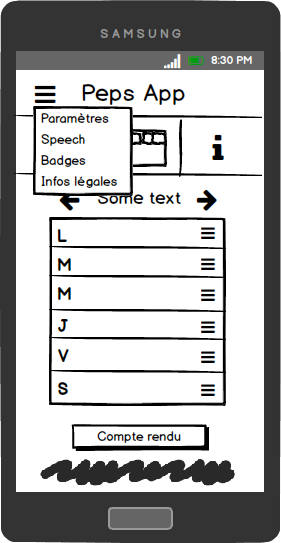 SAMSUNG
8:30 PM
Peps App
Paramètres
Speech
Badges
Infos légales
i
Some text
L
M
M
J
V
S
Compte rendu